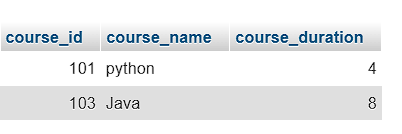 course_id course_name course_duration
101 python 4
103 Java 8